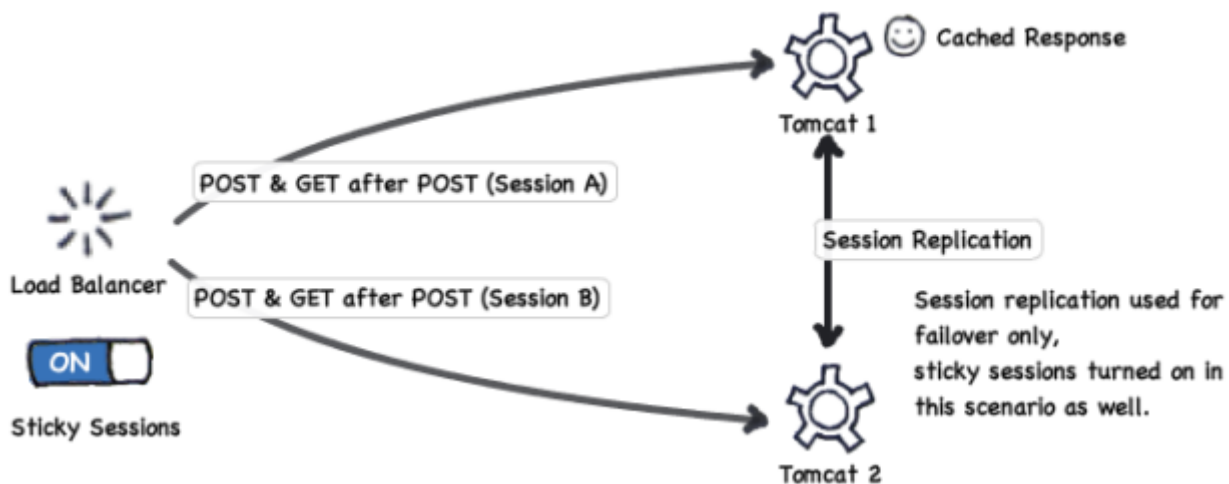 Cached Response
Tomcat 1
POST & GET after POST (Session A)
Session Replication
Load Balancer
POST & GET after POST (Session B)
Session replication used for
failover only,
sticky sessions turned on in
this scenario as well.
ON
Sticky Sessions
Tomcat 2